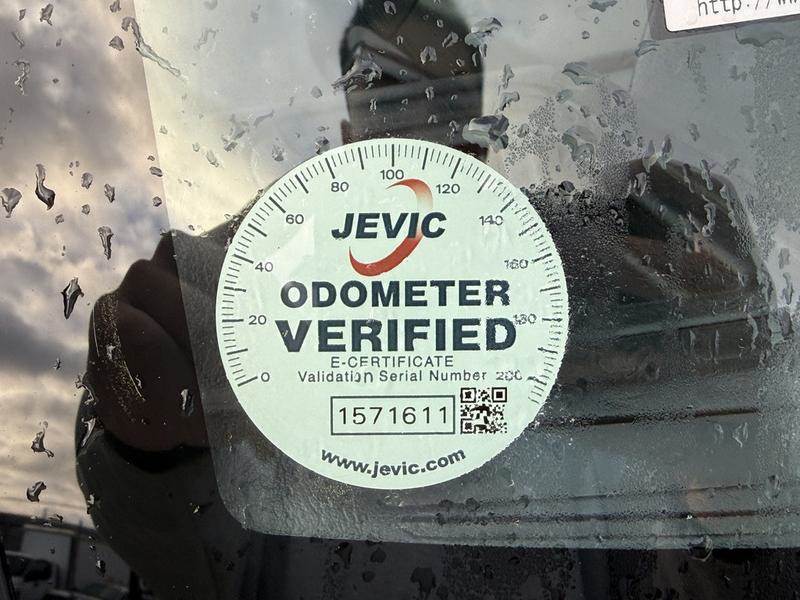 http://w
100
80
120
60
JEVIC
140
40
160
ODOMETER
20
VERIFIED
180
E-CERTIFICATE
0
Validation Serial Number
200
1571611
www.jevic.com